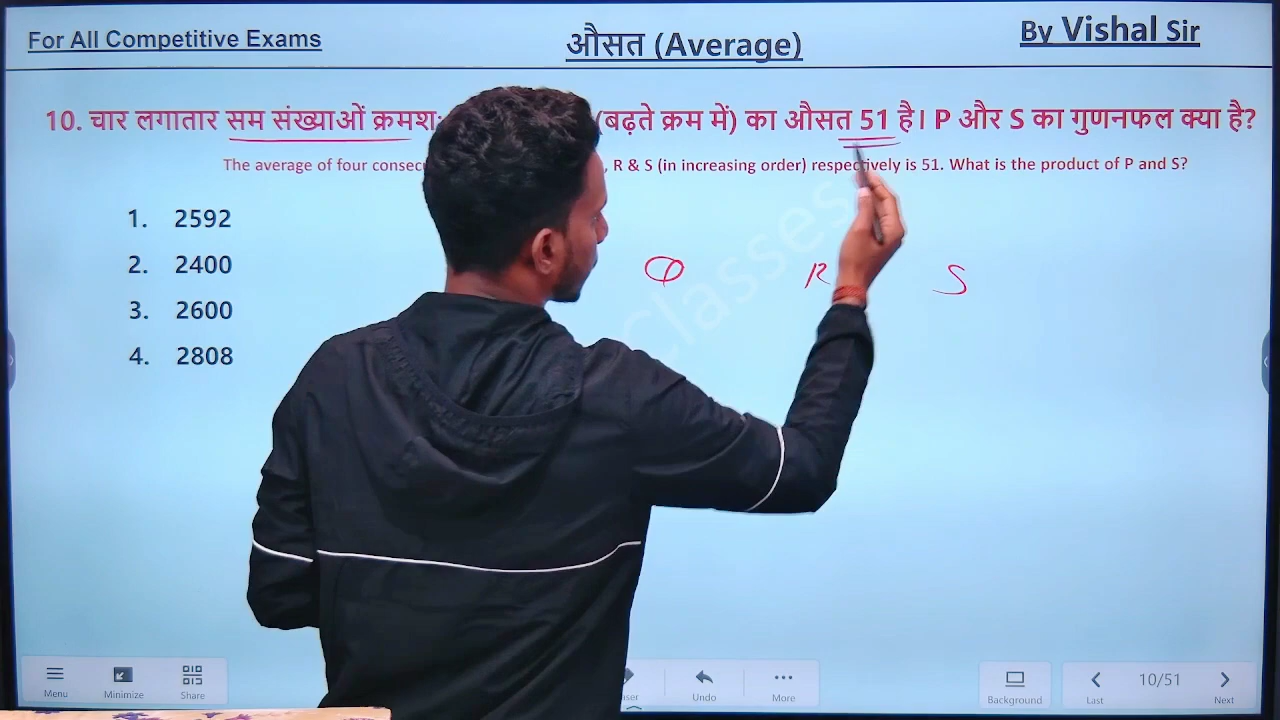 For All Competitive Exams
औसत (Average)
By Vishal Sir
10. चार लगातार सम संख्याओं क्रमश: (बढ़ते क्रम में) का औसत 51 है। P और S का गुणनफल क्या है?
The average of four consec , R & S (in increasing order) respectively is 51. What is the product of P and S?
1. 2592
2. 2400
3. 2600
4. 2808
Q R S
Classes
Menu Minimize Share Undo More Background Last 10/51 Next